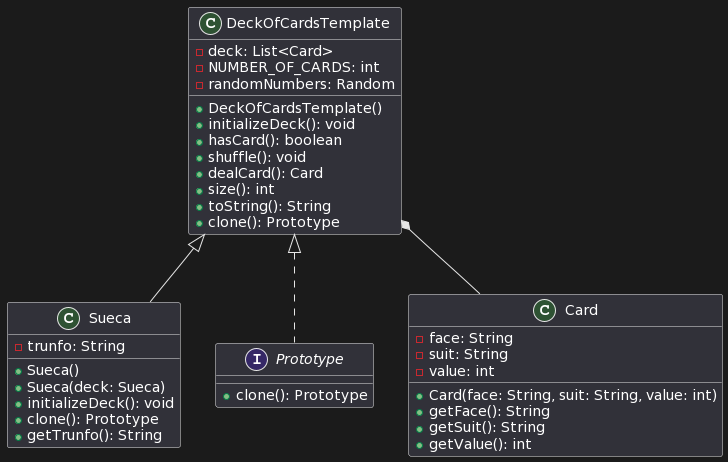 C DeckOfCardsTemplate
deck: List<Card>
NUMBER_OF_CARDS: int
randomNumbers: Random
DeckOfCardsTemplate()
initializeDeck(): void
hasCard(): boolean
shuffle(): void
dealCard(): Card
size(): int
toString(): String
clone(): Prototype
C Sueca
trunfo: String
Sueca()
Sueca(deck: Sueca)
initializeDeck(): void
clone(): Prototype
getTrunfo(): String
I Prototype
clone(): Prototype
C Card
face: String
suit: String
value: int
Card(face: String, suit: String, value: int)
getFace(): String
getSuit(): String
getValue(): int